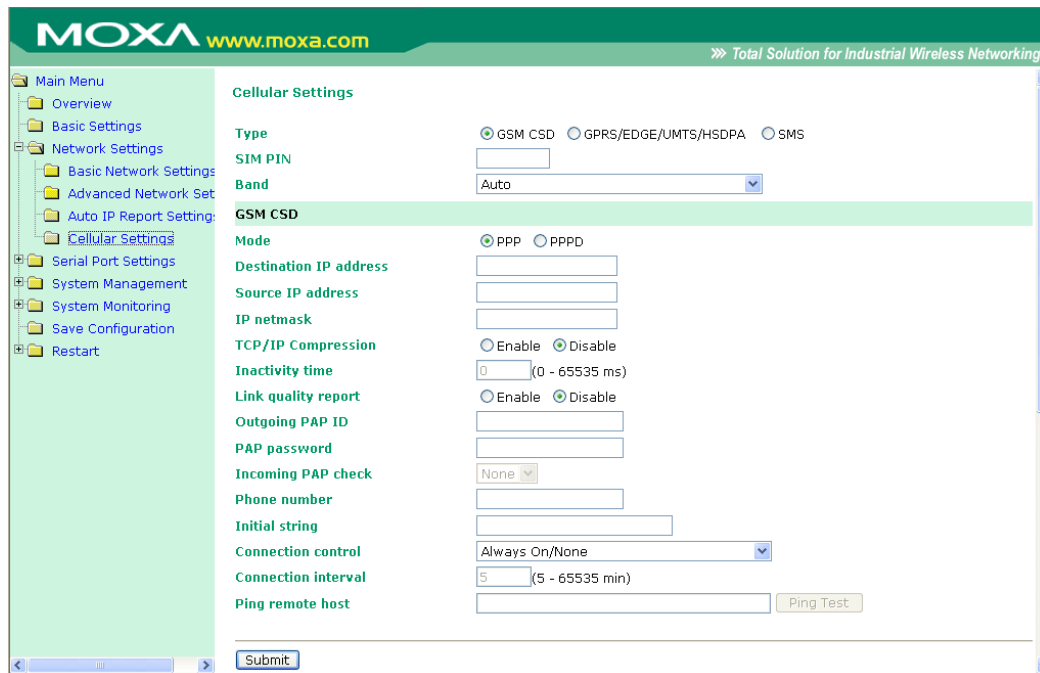 MOXA www.moxa.com
Total Solution for Industrial Wireless Networking
Main Menu
Overview
Basic Settings
Network Settings
Basic Network Settings
Advanced Network Set
Auto IP Report Setting
Cellular Settings
Serial Port Settings
System Management
System Monitoring
Save Configuration
Restart
Cellular Settings
Type GSM CSD GPRS/EDGE/UMTS/HSDPA SMS
SIM PIN
Band Auto
GSM CSD
Mode PPP PPPD
Destination IP address
Source IP address
IP netmask
TCP/IP Compression Enable Disable
Inactivity time 0 (0 - 65535 ms)
Link quality report Enable Disable
Outgoing PAP ID
PAP password
Incoming PAP check None
Phone number
Initial string
Connection control Always On/None
Connection interval 5 (5 - 65535 min)
Ping remote host Ping Test
Submit